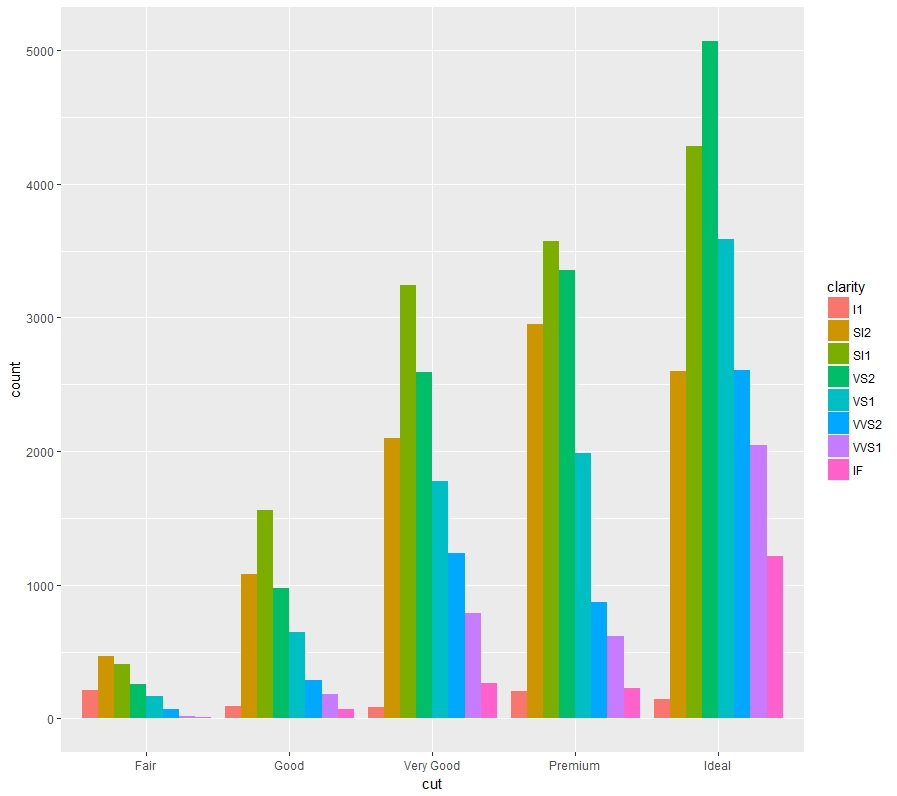 5000
4000
3000
2000
1000
0
count
Fair Good Very Good Premium Ideal
cut
clarity
I1
SI2
SI1
VS2
VS1
VVS2
VVS1
IF